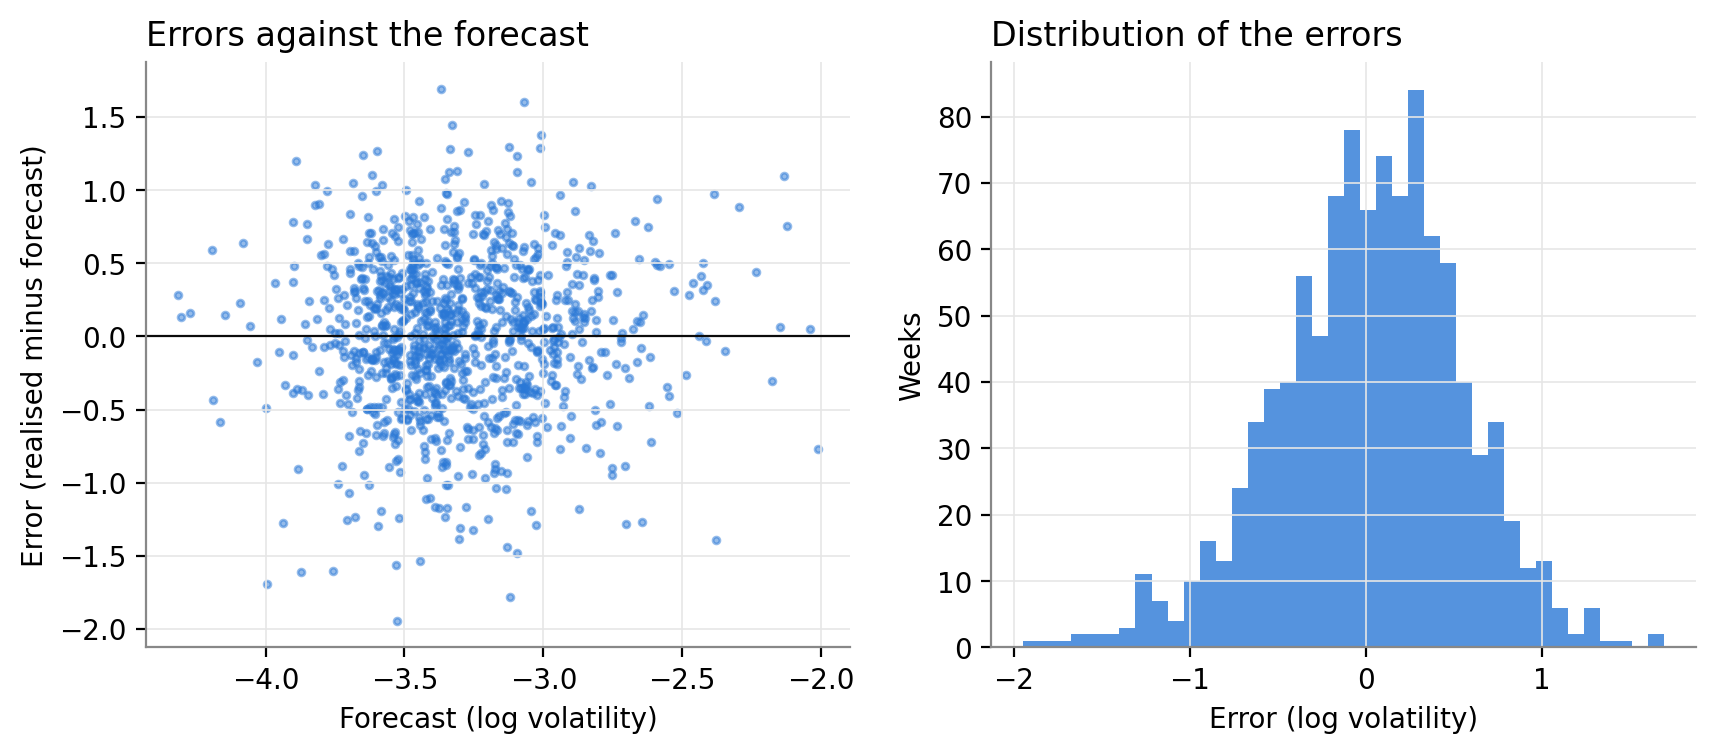 Errors against the forecast
Error (realised minus forecast)
1.5
1.0
0.5
0.0
−0.5
−1.0
−1.5
−2.0
−4.0 −3.5 −3.0 −2.5 −2.0
Forecast (log volatility)
Distribution of the errors
Weeks
80
70
60
50
40
30
20
10
0
−2 −1 0 1
Error (log volatility)